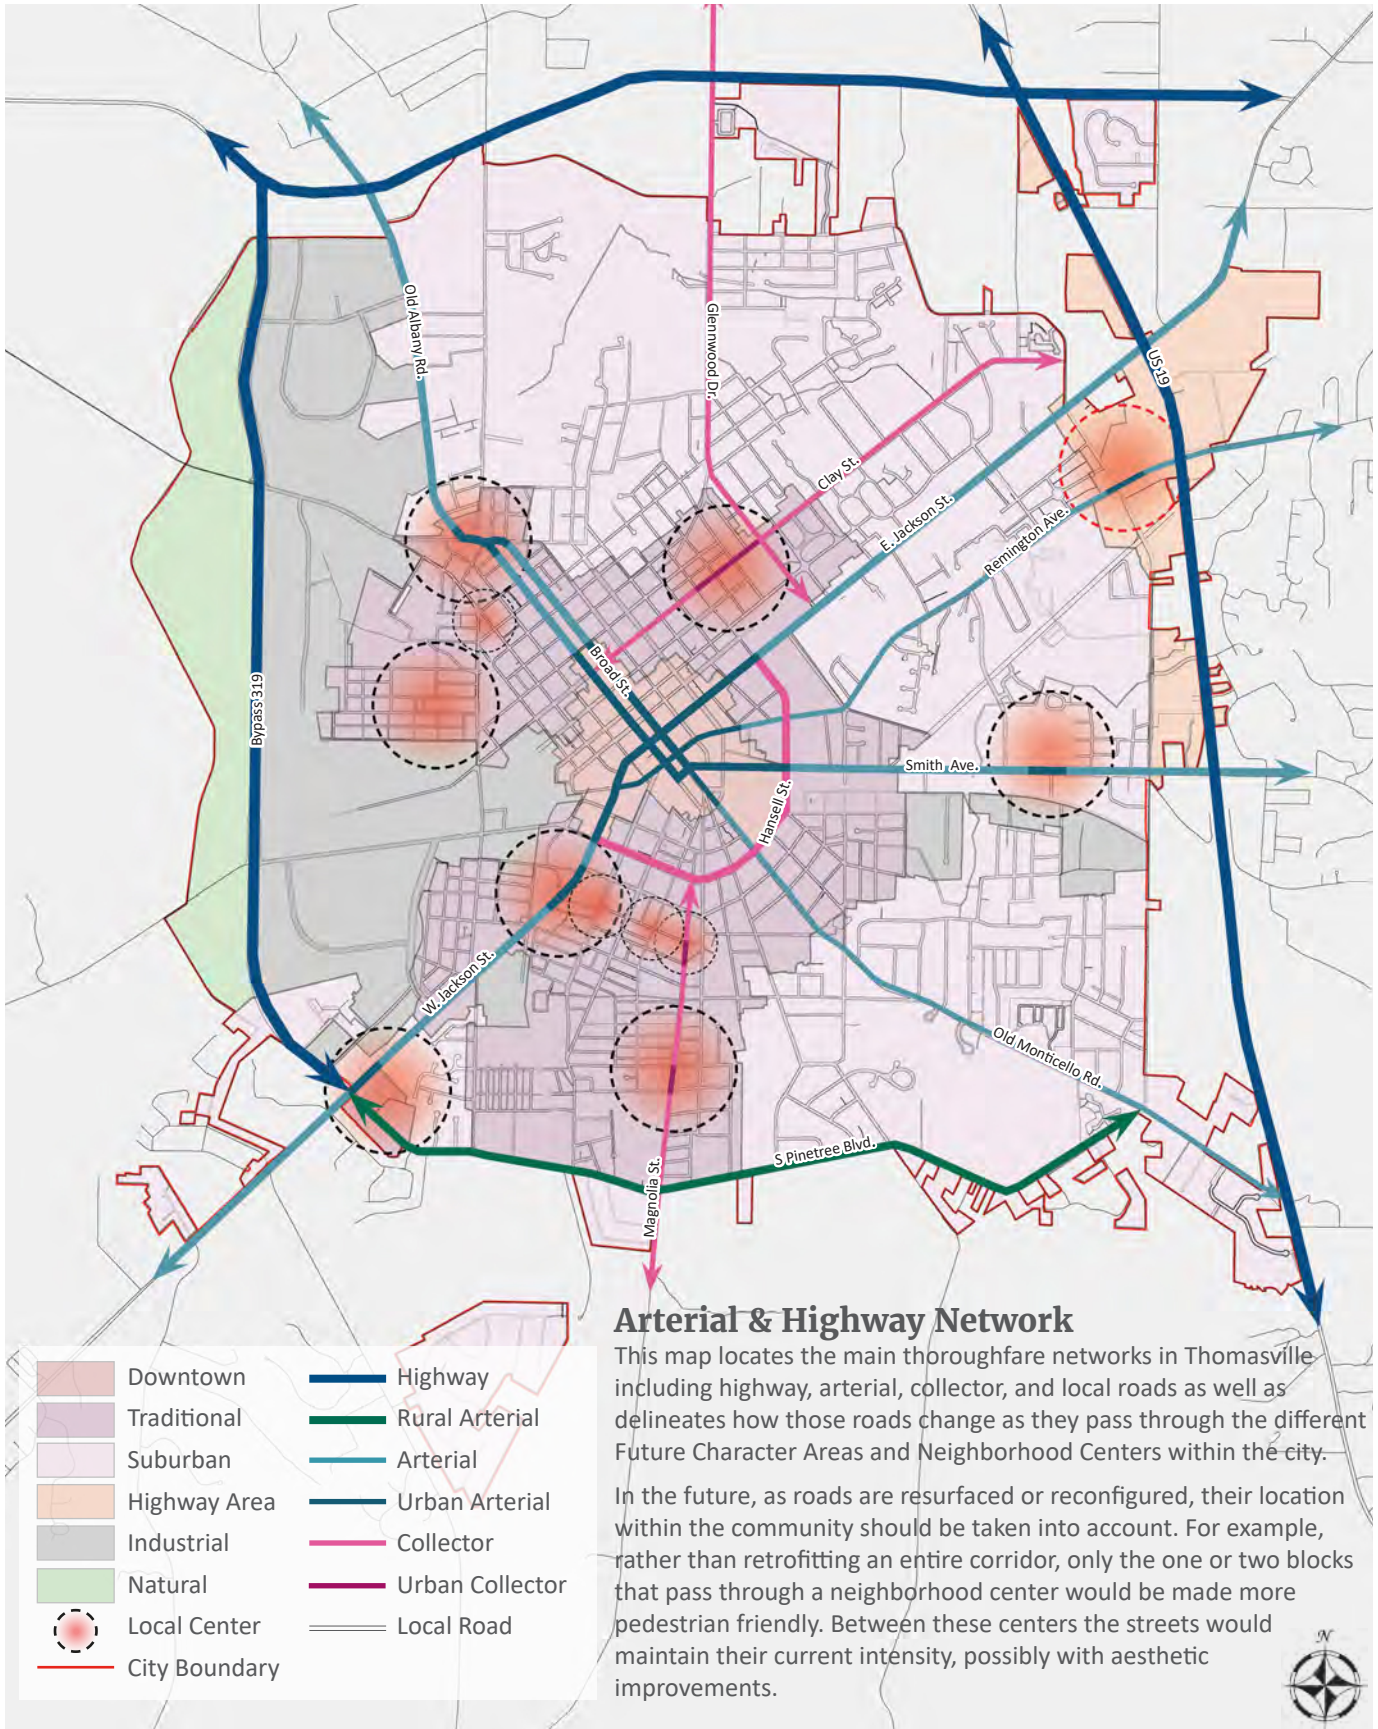 Old Albany Rd.
Glennwood Dr.
US 19
Clay St.
E. Jackson St.
Remington Ave.
Broad St.
Bypass 319
Smith Ave.
Hansell St.
W. Jackson St.
Old Monticello Rd.
S Pinetree Blvd.
Magnolia St.
Arterial & Highway Network
This map locates the main thoroughfare networks in Thomasville
including highway, arterial, collector, and local roads as well as
delineates how those roads change as they pass through the different
Future Character Areas and Neighborhood Centers within the city.
In the future, as roads are resurfaced or reconfigured, their location
within the community should be taken into account. For example,
rather than retrofitting an entire corridor, only the one or two blocks
that pass through a neighborhood center would be made more
pedestrian friendly. Between these centers the streets would
maintain their current intensity, possibly with aesthetic
improvements.
Downtown
Traditional
Suburban
Highway Area
Industrial
Natural
Local Center
City Boundary
Highway
Rural Arterial
Arterial
Urban Arterial
Collector
Urban Collector
Local Road
N